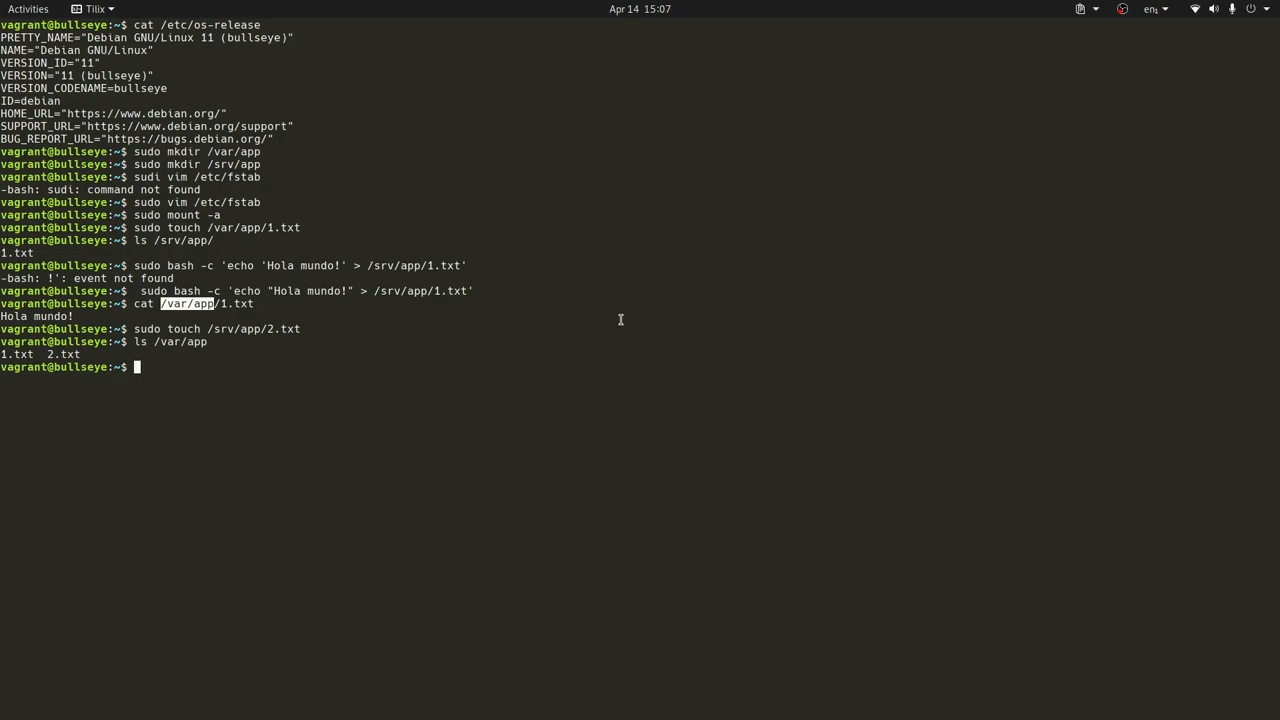 Activities Tilix Apr 14 15:07 en₁
vagrant@bullseye:~$ cat /etc/os-release
PRETTY_NAME="Debian GNU/Linux 11 (bullseye)"
NAME="Debian GNU/Linux"
VERSION_ID="11"
VERSION="11 (bullseye)"
VERSION_CODENAME=bullseye
ID=debian
HOME_URL="https://www.debian.org/"
SUPPORT_URL="https://www.debian.org/support"
BUG_REPORT_URL="https://bugs.debian.org/"
vagrant@bullseye:~$ sudo mkdir /var/app
vagrant@bullseye:~$ sudo mkdir /srv/app
vagrant@bullseye:~$ sudi vim /etc/fstab
-bash: sudi: command not found
vagrant@bullseye:~$ sudo vim /etc/fstab
vagrant@bullseye:~$ sudo mount -a
vagrant@bullseye:~$ sudo touch /var/app/1.txt
vagrant@bullseye:~$ ls /srv/app/
1.txt
vagrant@bullseye:~$ sudo bash -c 'echo 'Hola mundo!' > /srv/app/1.txt'
-bash: !': event not found
vagrant@bullseye:~$  sudo bash -c 'echo "Hola mundo!" > /srv/app/1.txt'
vagrant@bullseye:~$ cat /var/app/1.txt
Hola mundo!
vagrant@bullseye:~$ sudo touch /srv/app/2.txt
vagrant@bullseye:~$ ls /var/app
1.txt  2.txt
vagrant@bullseye:~$